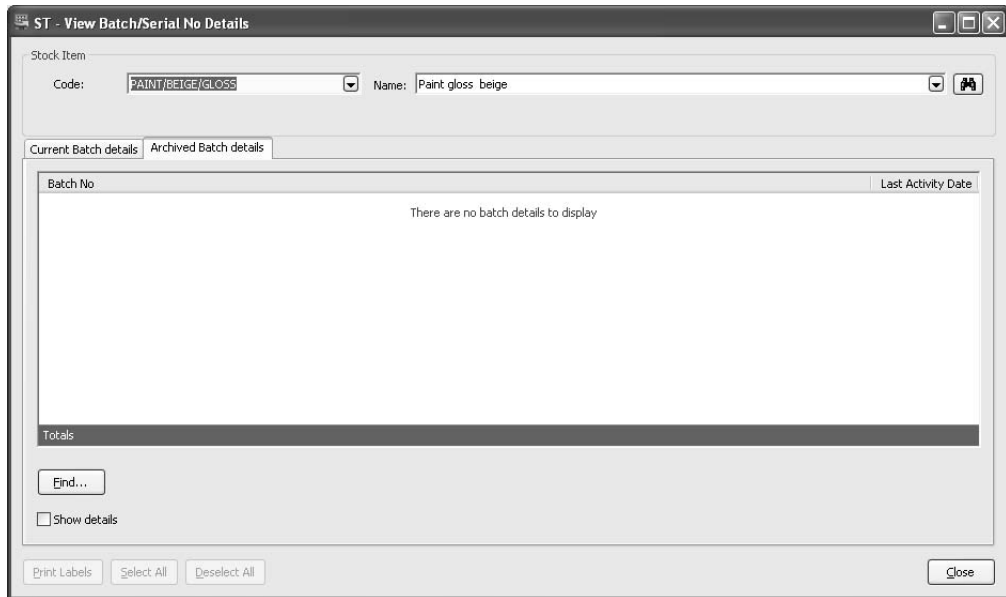 ST - View Batch/Serial No Details
Stock Item
Code: PAINT/BEIGE/GLOSS Name: Paint gloss beige
Current Batch details Archived Batch details
Batch No Last Activity Date
There are no batch details to display
Totals
Find...
Show details
Print Labels Select All Deselect All Close